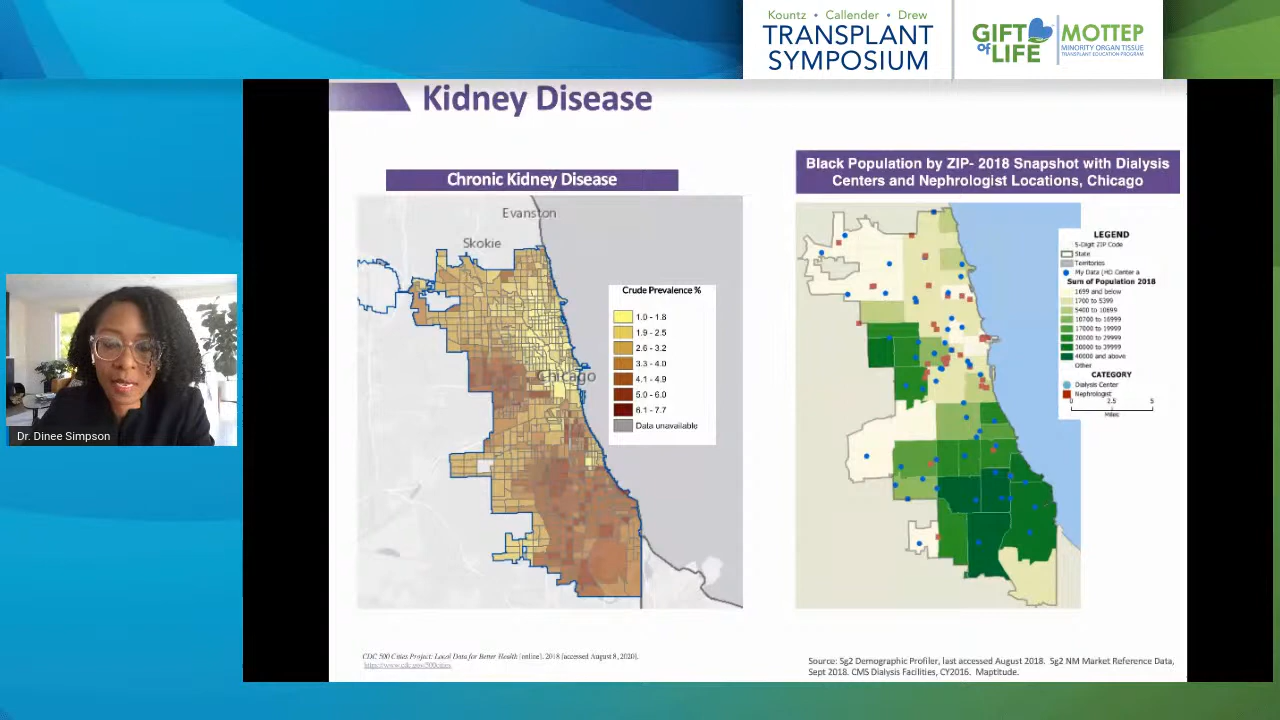 Kountz • Callender • Drew
TRANSPLANT
SYMPOSIUM
GIFT
of
LIFE
MOTTEP
MINORITY ORGAN TISSUE
TRANSPLANT EDUCATION PROGRAM
Kidney Disease
Chronic Kidney Disease
Evanston
Skokie
Chicago
Crude Prevalence %
1.0 - 1.8
1.9 - 2.5
2.6 - 3.2
3.3 - 4.0
4.1 - 4.9
5.0 - 6.0
6.1 - 7.7
Data unavailable
CDC 500 Cities Project: Local Data for Better Health [online]. 2018 [accessed August 8, 2020].
https://www.cdc.gov/500cities
Black Population by ZIP- 2018 Snapshot with Dialysis
Centers and Nephrologist Locations, Chicago
LEGEND
5-Digit ZIP Code
State
Territories
My Data (HD Center a
Sum of Population 2018
1699 and below
1700 to 5399
5400 to 10699
10700 to 16999
17000 to 19999
20000 to 29999
30000 to 39999
40000 and above
Other
CATEGORY
Dialysis Center
Nephrologist
0 2.5 5
Miles
Source: Sg2 Demographic Profiler, last accessed August 2018. Sg2 NM Market Reference Data,
Sept 2018. CMS Dialysis Facilities, CY2016. Maptitude.
Dr. Dinee Simpson